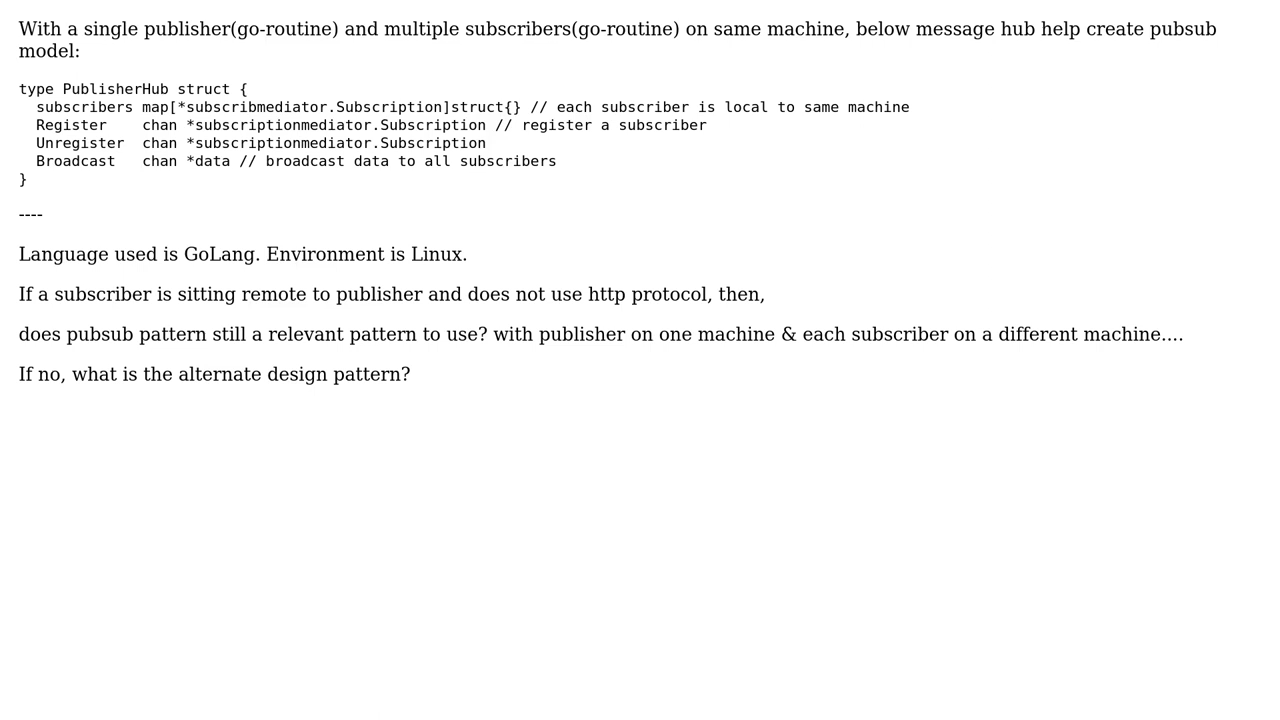 With a single publisher(go-routine) and multiple subscribers(go-routine) on same machine, below message hub help create pubsub
model:
type PublisherHub struct {
  subscribers map[*subscribmediator.Subscription]struct{} // each subscriber is local to same machine
  Register    chan *subscriptionmediator.Subscription // register a subscriber
  Unregister  chan *subscriptionmediator.Subscription
  Broadcast   chan *data // broadcast data to all subscribers
}
----
Language used is GoLang. Environment is Linux.
If a subscriber is sitting remote to publisher and does not use http protocol, then,
does pubsub pattern still a relevant pattern to use? with publisher on one machine & each subscriber on a different machine....
If no, what is the alternate design pattern?